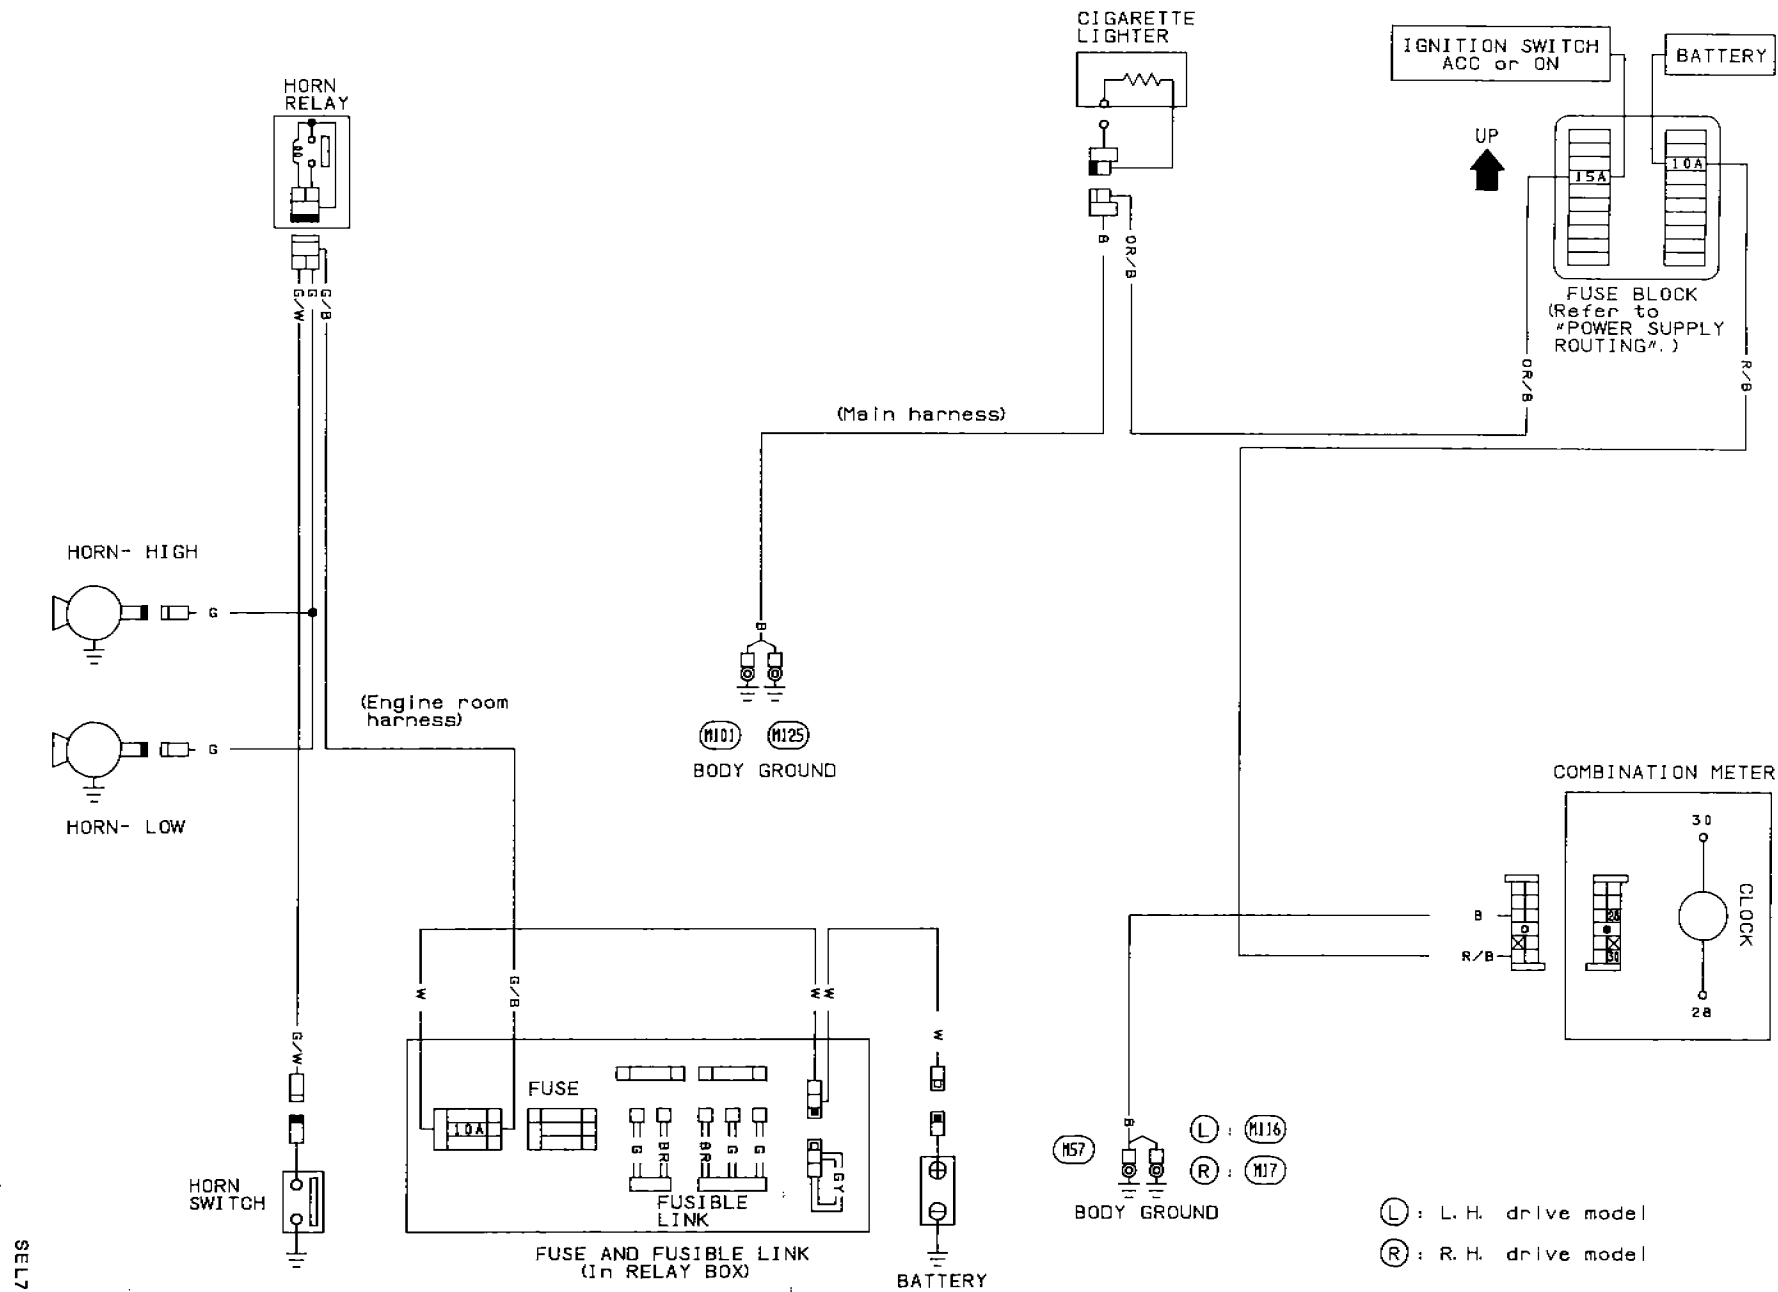 CIGARETTE
LIGHTER
IGNITION SWITCH
ACC or ON
BATTERY
HORN
RELAY
UP
15A
10A
B
OR/B
FUSE BLOCK
(Refer to
"POWER SUPPLY
ROUTING".)
G/W
G
G/B
OR/B
R/B
(Main harness)
HORN- HIGH
G
B
(Engine room
harness)
G
M101
M125
BODY GROUND
HORN- LOW
COMBINATION METER
30
CLOCK
28
B
28
R/B
30
W
G/B
W
W
W
G/W
FUSE
10A
G
BR
BR
G
G
GY
FUSIBLE
LINK
HORN
SWITCH
FUSE AND FUSIBLE LINK
(In RELAY BOX)
BATTERY
B
M57
L : M116
R : M17
BODY GROUND
L : L.H. drive model
R : R.H. drive model
SEL7